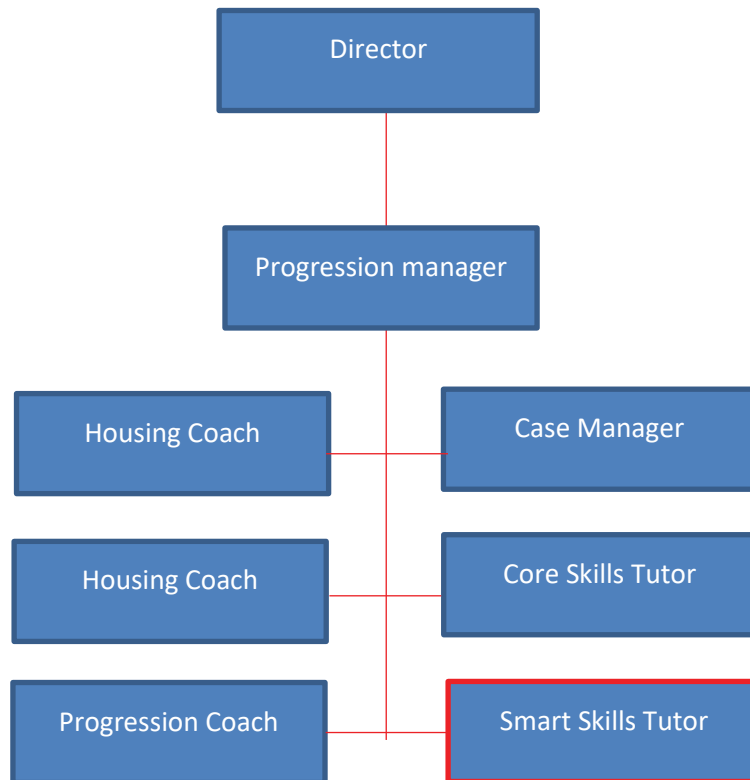 Director
Progression manager
Housing Coach
Case Manager
Housing Coach
Core Skills Tutor
Progression Coach
Smart Skills Tutor